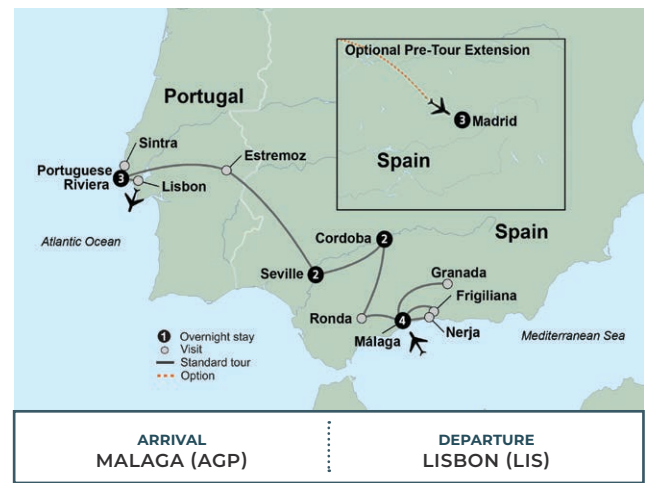 Optional Pre-Tour Extension
3 Madrid
Spain
Portugal
Sintra
Portuguese
Riviera
3
Lisbon
Estremoz
Atlantic Ocean
Spain
Cordoba 2
Seville 2
Granada
Frigiliana
Ronda
4
Málaga
Nerja
Mediterranean Sea
1 Overnight stay
Visit
Standard tour
Option
ARRIVAL
MALAGA (AGP)
DEPARTURE
LISBON (LIS)